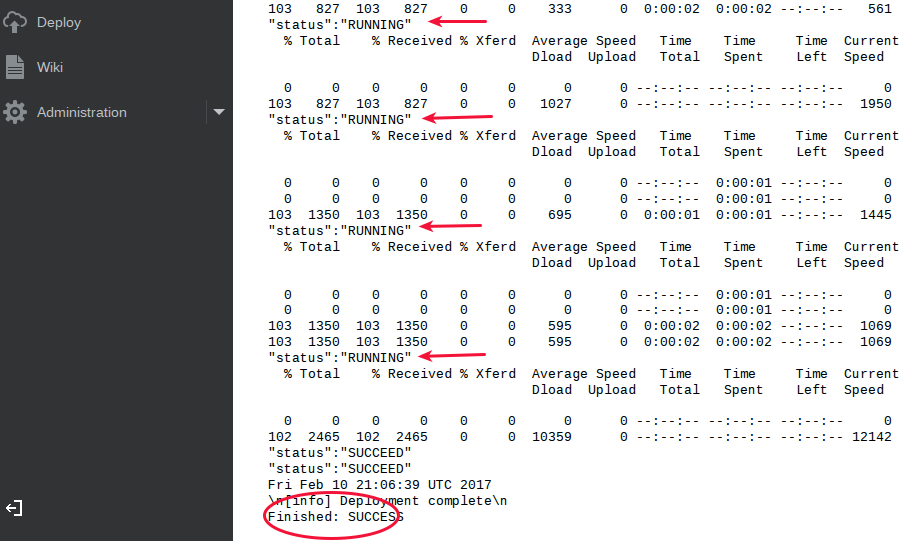 Deploy
Wiki
Administration
103 827 103 827 0 0 333 0 0:00:02 0:00:02 --:--:-- 561
"status":"RUNNING"
% Total % Received % Xferd Average Speed Time Time Time Current
Dload Upload Total Spent Left Speed
0 0 0 0 0 0 0 0 --:--:-- --:--:-- --:--:-- 0
103 827 103 827 0 0 1027 0 --:--:-- --:--:-- --:--:-- 1950
"status":"RUNNING"
% Total % Received % Xferd Average Speed Time Time Time Current
Dload Upload Total Spent Left Speed
0 0 0 0 0 0 0 0 --:--:-- 0:00:01 --:--:-- 0
0 0 0 0 0 0 0 0 --:--:-- 0:00:01 --:--:-- 0
103 1350 103 1350 0 0 695 0 0:00:01 0:00:01 --:--:-- 1445
"status":"RUNNING"
% Total % Received % Xferd Average Speed Time Time Time Current
Dload Upload Total Spent Left Speed
0 0 0 0 0 0 0 0 --:--:-- 0:00:01 --:--:-- 0
0 0 0 0 0 0 0 0 --:--:-- 0:00:01 --:--:-- 0
103 1350 103 1350 0 0 595 0 0:00:02 0:00:02 --:--:-- 1069
103 1350 103 1350 0 0 595 0 0:00:02 0:00:02 --:--:-- 1069
"status":"RUNNING"
% Total % Received % Xferd Average Speed Time Time Time Current
Dload Upload Total Spent Left Speed
0 0 0 0 0 0 0 0 --:--:-- --:--:-- --:--:-- 0
102 2465 102 2465 0 0 10359 0 --:--:-- --:--:-- --:--:-- 12142
"status":"SUCCEED"
"status":"SUCCEED"
Fri Feb 10 21:06:39 UTC 2017
\n[info] Deployment complete\n
Finished: SUCCESS